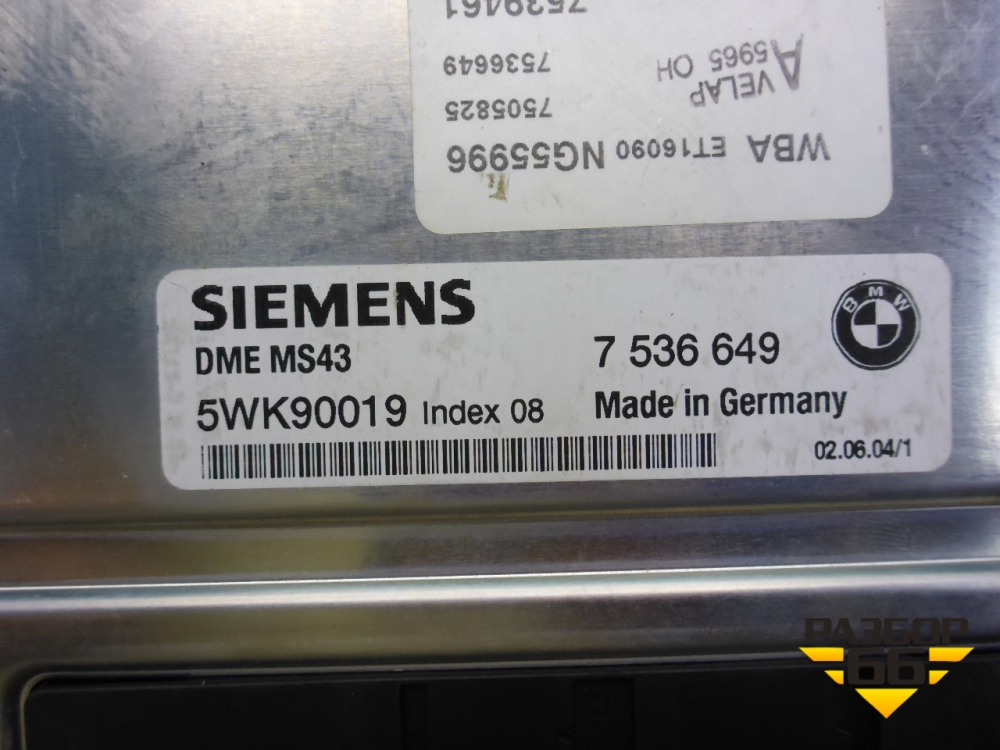 7539461
7536649
7505825
A 5965 OH
VELAP
WBA ET16090 NG55996
SIEMENS
BMW
DME MS43
7 536 649
5WK90019 Index 08
Made in Germany
02.06.04/1
РАЗБОР
66